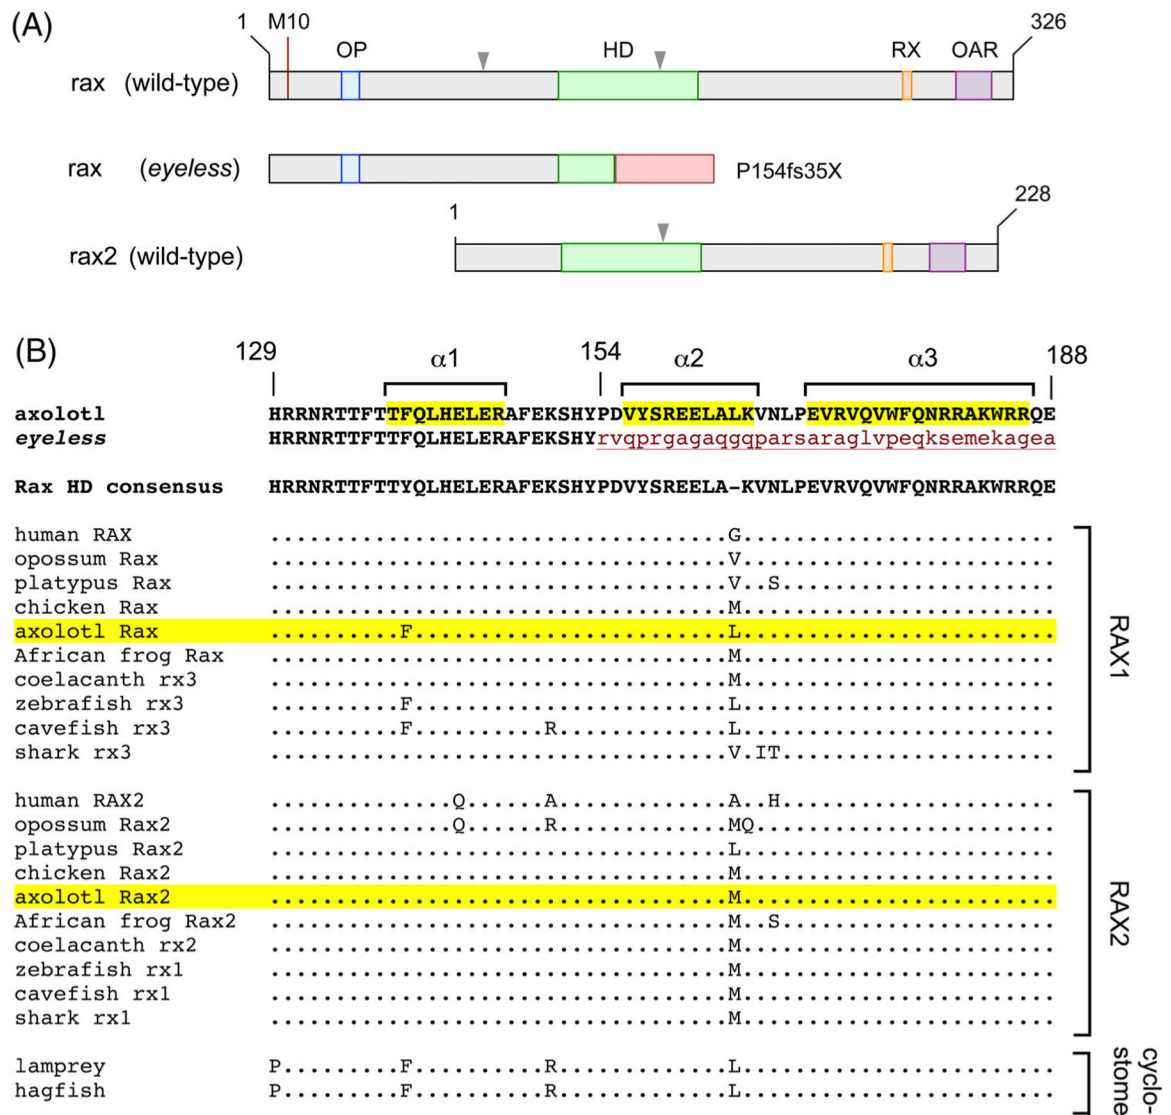 (A)
1 M10 OP HD RX OAR 326
rax (wild-type)
rax (eyeless) P154fs35X
1 228
rax2 (wild-type)
(B)
129 α1 154 α2 α3 188
axolotl HRRNRTTFTTFQLHELERAFEKSHYPDVYSREELALKVNLPEVRVQVWFQNRRAKWRRQE
eyeless HRRNRTTFTTFQLHELERAFEKSHYrvqprgagaqgqparsaraglvpeqksemekagea
Rax HD consensus HRRNRTTFTTYQLHELERAFEKSHYPDVYSREELA-KVNLPEVRVQVWFQNRRAKWRRQE
human RAX ...................................G........................
opossum Rax ...................................V........................
platypus Rax ...................................V..S.....................
chicken Rax ...................................M........................
axolotl Rax ..........F........................L........................
African frog Rax ...................................M........................
coelacanth rx3 ...................................M........................
zebrafish rx3 ..........F........................L........................
cavefish rx3 ..........F..........R.............L........................
shark rx3 ...................................V.IT.....................
RAX1
human RAX2 ..............Q......A.............A..H.....................
opossum Rax2 ..............Q......R.............MQ.......................
platypus Rax2 ...................................L........................
chicken Rax2 ...................................M........................
axolotl Rax2 ...................................M........................
African frog Rax2 ...................................M..S.....................
coelacanth rx2 ...................................M........................
zebrafish rx1 ...................................M........................
cavefish rx1 ...................................M........................
shark rx1 ...................................M........................
RAX2
lamprey P.........F..........R.............L........................
hagfish P.........F..........R.............L........................
cyclo-
stome